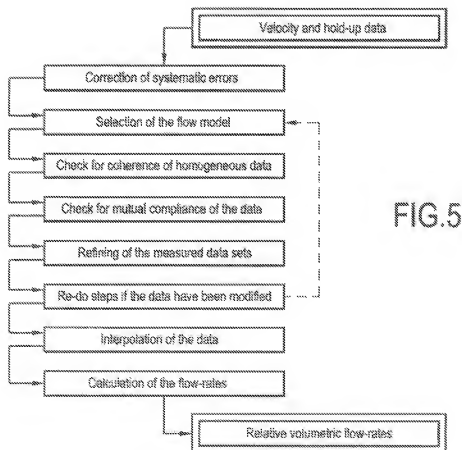 Velocity and hold-up data
Correction of systematic errors
Selection of the flow model
Check for coherence of homogeneous data
Check for mutual compliance of the data
Refining of the measured data sets
Re-do steps if the data have been modified
Interpolation of the data
Calculation of the flow-rates
Relative volumetric flow-rates
FIG.5